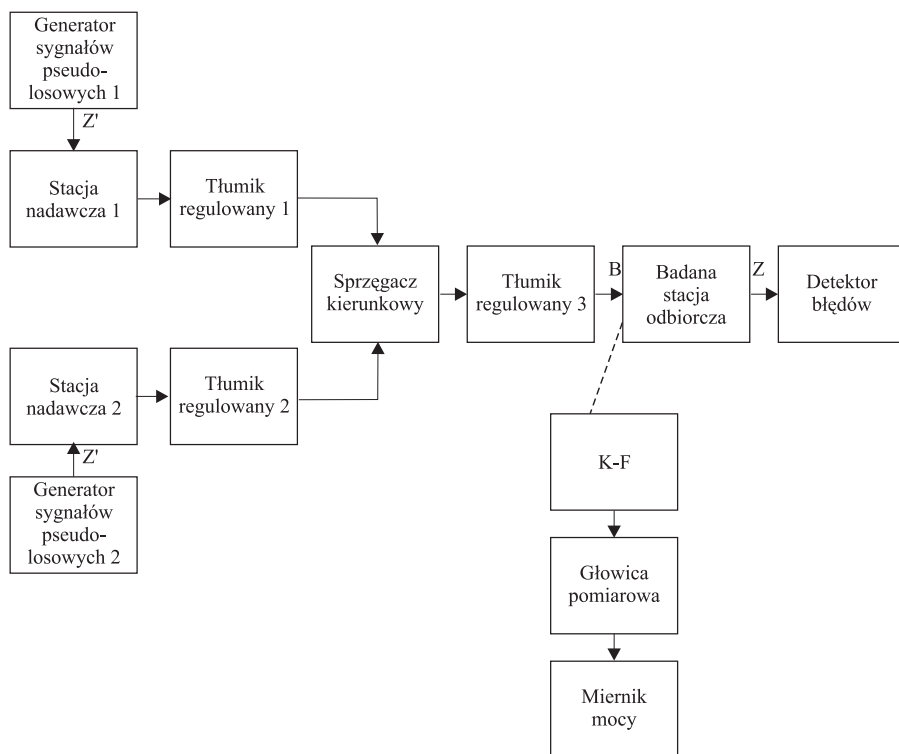 Generator
sygnałów
pseudo-
losowych 1
Z'
Stacja
nadawcza 1
Tłumik
regulowany 1
Sprzęgacz
kierunkowy
Tłumik
regulowany 3
B
Badana
stacja
odbiorcza
Z
Detektor
błędów
Stacja
nadawcza 2
Tłumik
regulowany 2
Z'
Generator
sygnałów
pseudo-
losowych 2
K-F
Głowica
pomiarowa
Miernik
mocy